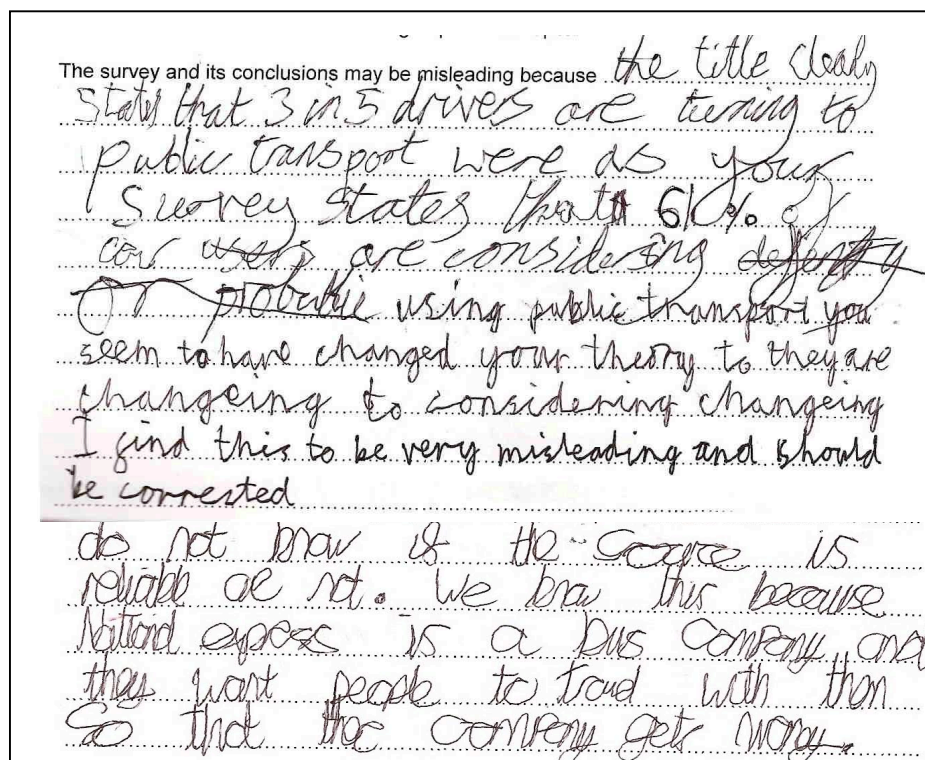 The survey and its conclusions may be misleading because the title clealy
states that 3 in 5 drivers are turning to
public transport were as your
survey states that 61% of
car users are considering defently
or probablie using public transport you
seem to have changed your theory to they are
changeing to considering changeing
I find this to be very misleading and should
be corrected
do not know if the source is
reliable or not. We know this because
National express is a bus company and
they want people to travel with them
So that the company gets money.